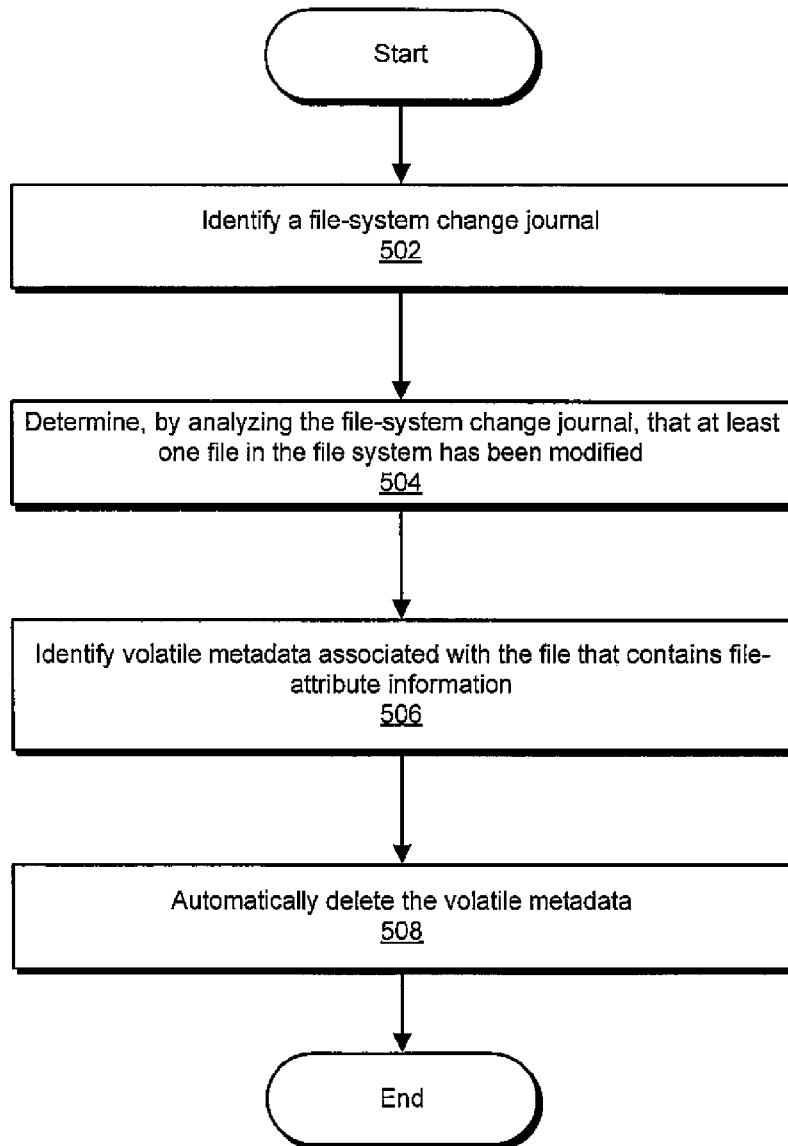 Start
Identify a file-system change journal
502
Determine, by analyzing the file-system change journal, that at least
one file in the file system has been modified
504
Identify volatile metadata associated with the file that contains file-
attribute information
506
Automatically delete the volatile metadata
508
End